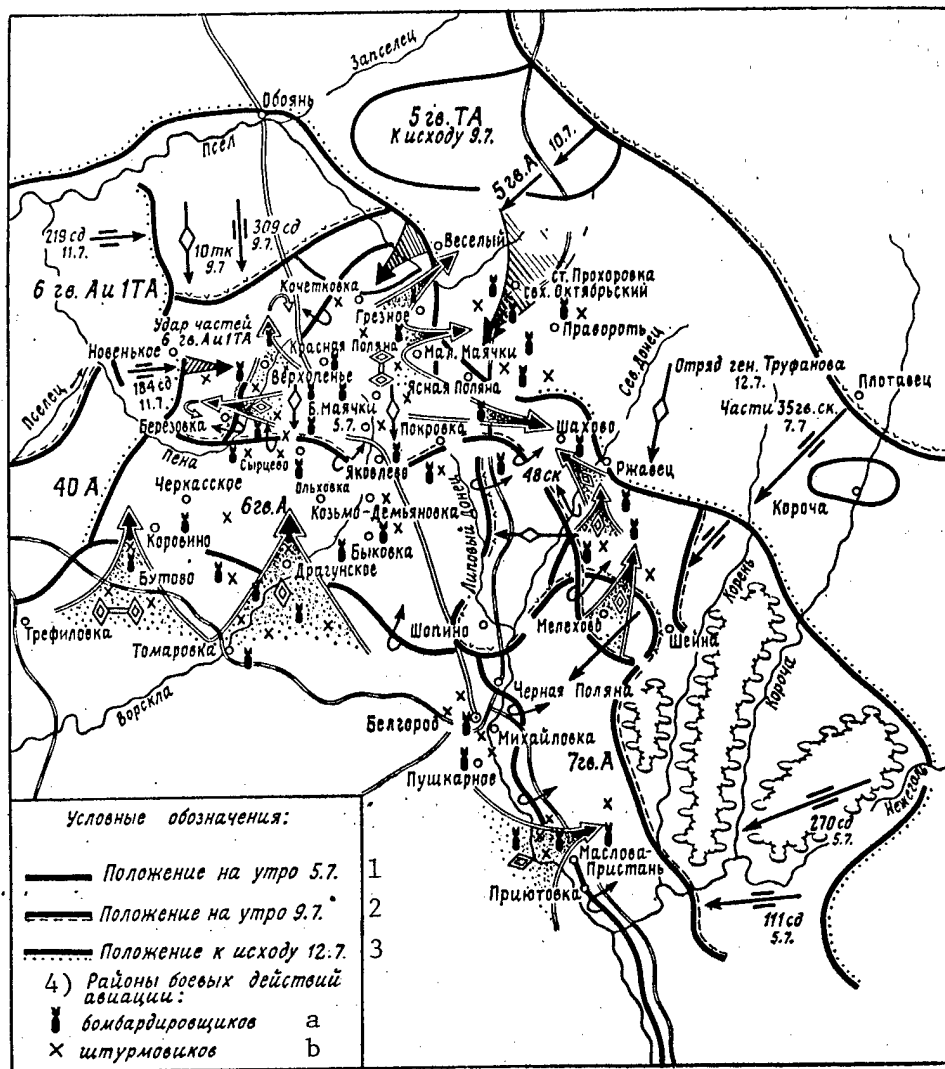 Запселец
Обоянь
Псел
5 гв. ТА
К исходу 9.7.
10.7.
5 гв. А
219 сд
11.7.
10 тк
9.7
309 сд
9.7.
6 гв. А и 1 ТА
Веселый
Кочетковка
Грезное
ст. Прохоровка
свх. Октябрьский
Правороть
Удар частей
6 гв. А и 1 ТА
Новенькое
184 сд
11.7.
Красная Поляна
Мал. Маячки
Верхопенье
Ясная Поляна
Сев. Донец
Отряд ген. Труфанова
12.7.
Плотавец
Части 35 гв. ск.
7.7
Пселец
Березовка
Б. Маячки
5.7.
Покровка
Шахово
Пена
Сырцево
Яковлево
48 ск
Ржавец
Короча
40 А
Черкасское
Ольховка
6 гв. А
Козьмо-Демьяновка
Липовый Донец
Коровино
Быковка
Бутово
Драгунское
Корень
Трефиловка
Томаровка
Шопино
Мелехово
Шейна
Короча
Ворскла
Черная Поляна
Белгород
Михайловка
Пушкарное
7 гв. А
Нежеголь
270 сд
5.7.
Маслова-
Пристань
Приютовка
111 сд
5.7.
Условные обозначения:
Положение на утро 5.7. 1
Положение на утро 9.7. 2
Положение к исходу 12.7. 3
4) Районы боевых действий
авиации:
бомбардировщиков a
штурмовиков b